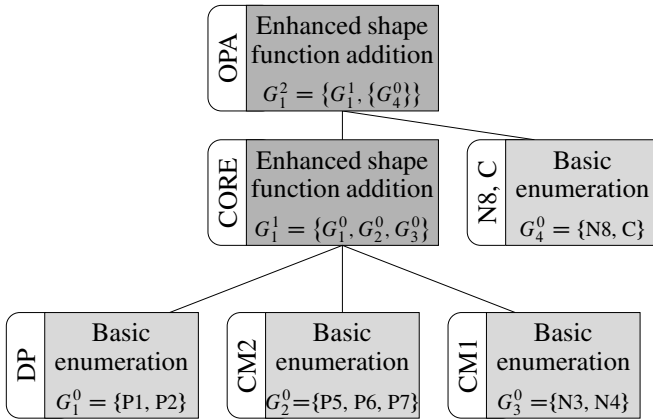 OPA
Enhanced shape
function addition
G_1^2 = {G_1^1, {G_4^0}}
CORE
Enhanced shape
function addition
G_1^1 = {G_1^0, G_2^0, G_3^0}
N8, C
Basic
enumeration
G_4^0 = {N8, C}
DP
Basic
enumeration
G_1^0 = {P1, P2}
CM2
Basic
enumeration
G_2^0={P5, P6, P7}
CM1
Basic
enumeration
G_3^0 = {N3, N4}